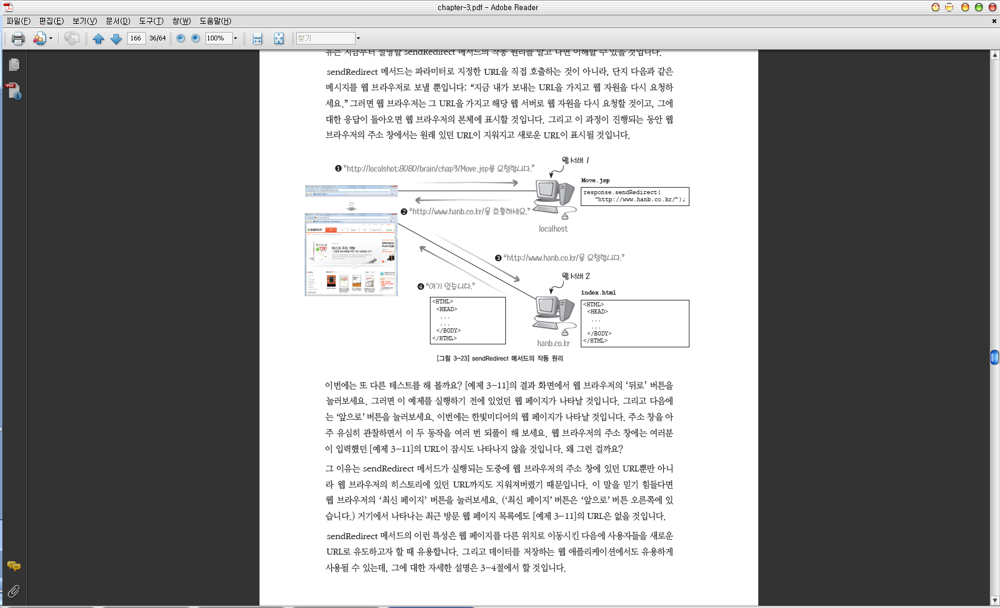 chapter-3.pdf - Adobe Reader
파일(F) 편집(E) 보기(V) 문서(D) 도구(T) 창(W) 도움말(H)
166 36/64 100% 찾기
유는 지금부터 설명할 sendRedirect 메서드의 작동 원리를 알고 나면 이해할 수 있을 것입니다.
sendRedirect 메서드는 파라미터로 지정한 URL을 직접 호출하는 것이 아니라, 단지 다음과 같은
메시지를 웹 브라우저로 보낼 뿐입니다: “지금 내가 보내는 URL을 가지고 웹 자원을 다시 요청하
세요.” 그러면 웹 브라우저는 그 URL을 가지고 해당 웹 서버로 웹 자원을 다시 요청할 것이고, 그에
대한 응답이 돌아오면 웹 브라우저의 본체에 표시할 것입니다. 그리고 이 과정이 진행되는 동안 웹
브라우저의 주소 창에서는 원래 있던 URL이 지워지고 새로운 URL이 표시될 것입니다.
웹 서버 1
❶ “http://localshot:8080/brain/chap3/Move.jsp를 요청합니다.”
Move.jsp
response.sendRedirect(
"http://www.hanb.co.kr/");
❷ “http://www.hanb.co.kr/을 호출하세요.”
localhost
테스트 주도 개발
TDD
❸ “http://www.hanb.co.kr/을 요청합니다.”
웹 서버 2
❹ “여기 있습니다.”
index.html
<HTML>
<HEAD>
...
...
</BODY>
</HTML>
<HTML>
<HEAD>
...
...
</BODY>
</HTML>
hanb.co.kr
[그림 3-23] sendRedirect 메서드의 작동 원리
이번에는 또 다른 테스트를 해 볼까요? [예제 3-11]의 결과 화면에서 웹 브라우저의 ‘뒤로’ 버튼을
눌러보세요. 그러면 이 예제를 실행하기 전에 있었던 웹 페이지가 나타날 것입니다. 그리고 다음에
는 ‘앞으로’ 버튼을 눌러보세요. 이번에는 한빛미디어의 웹 페이지가 나타날 것입니다. 주소 창을 아
주 유심히 관찰하면서 이 두 동작을 여러 번 되풀이 해 보세요. 웹 브라우저의 주소 창에는 여러분
이 입력했던 [예제 3-11]의 URL이 잠시도 나타나지 않을 것입니다. 왜 그런 걸까요?
그 이유는 sendRedirect 메서드가 실행되는 도중에 웹 브라우저의 주소 창에 있던 URL뿐만 아니
라 웹 브라우저의 히스토리에 있던 URL까지도 지워져버렸기 때문입니다. 이 말을 믿기 힘들다면
웹 브라우저의 ‘최신 페이지’ 버튼을 눌러보세요. (‘최신 페이지’ 버튼은 ‘앞으로’ 버튼 오른쪽에 있
습니다.) 거기에서 나타나는 최근 방문 웹 페이지 목록에도 [예제 3-11]의 URL은 없을 것입니다.
sendRedirect 메서드의 이런 특성은 웹 페이지를 다른 위치로 이동시킨 다음에 사용자들을 새로운
URL로 유도하고자 할 때 유용합니다. 그리고 데이터를 저장하는 웹 애플리케이션에서도 유용하게
사용될 수 있는데, 그에 대한 자세한 설명은 3-4절에서 할 것입니다.